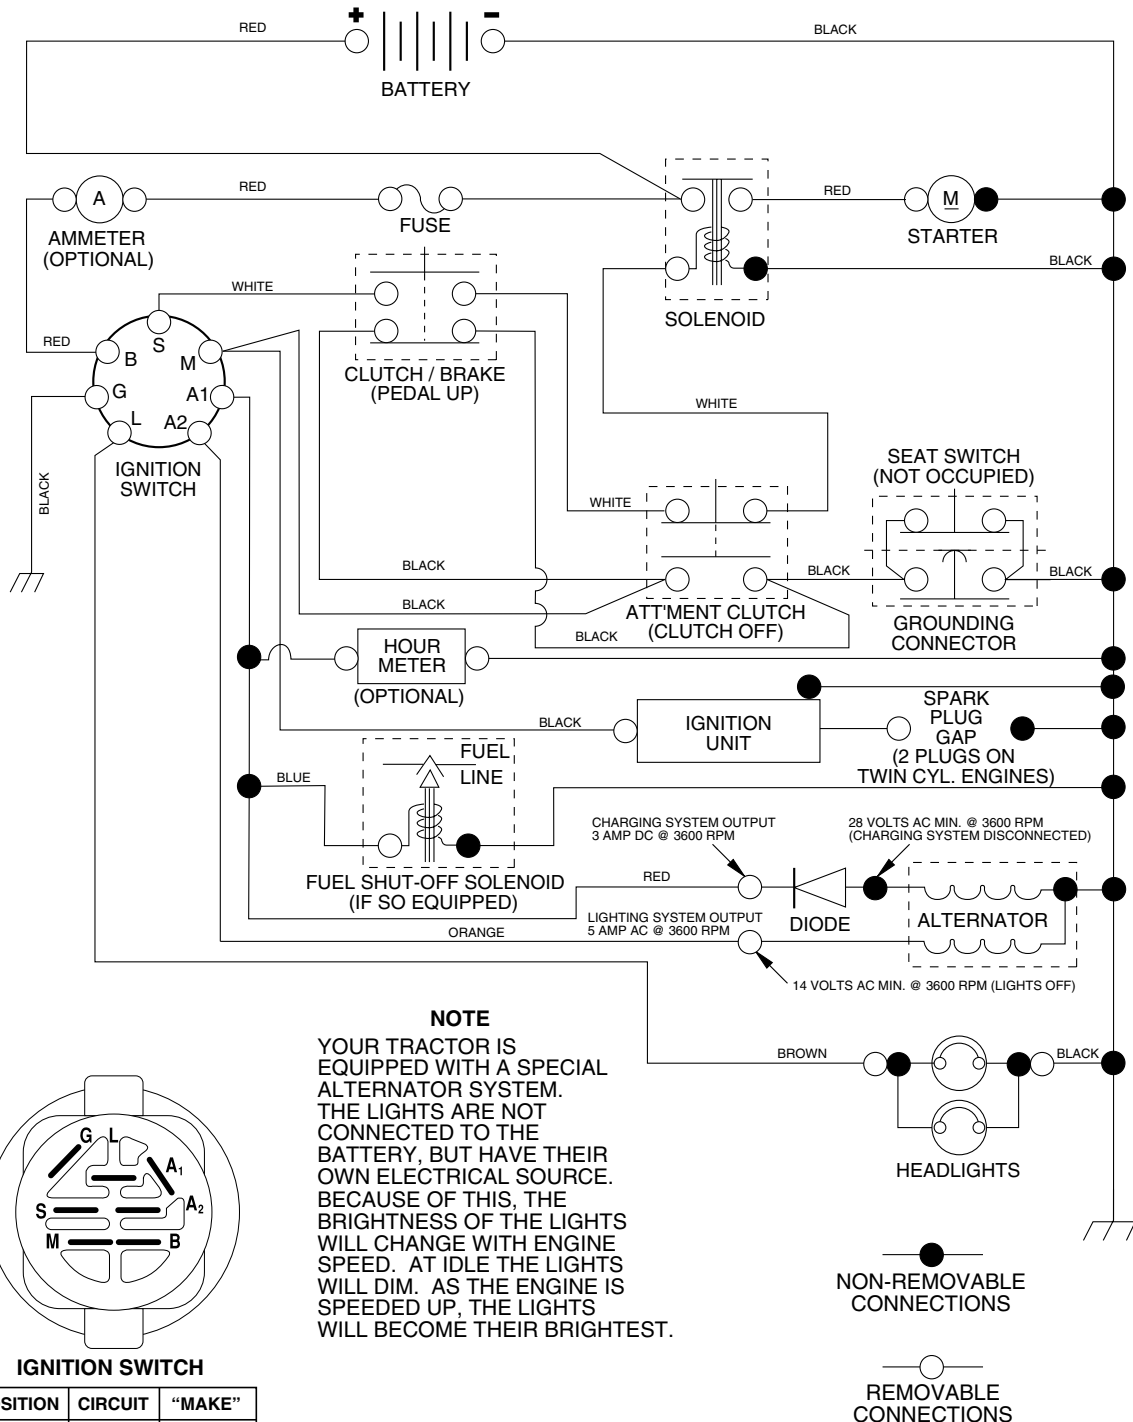 RED
+
−
BLACK
BATTERY
A
RED
AMMETER
(OPTIONAL)
FUSE
RED
M
STARTER
BLACK
SOLENOID
WHITE
CLUTCH / BRAKE
(PEDAL UP)
RED
S
B
M
G
A1
L
A2
IGNITION
SWITCH
BLACK
WHITE
WHITE
SEAT SWITCH
(NOT OCCUPIED)
BLACK
BLACK
BLACK
BLACK
ATT'MENT CLUTCH
(CLUTCH OFF)
GROUNDING
CONNECTOR
BLACK
HOUR
METER
(OPTIONAL)
BLACK
IGNITION
UNIT
SPARK
PLUG
GAP
(2 PLUGS ON
TWIN CYL. ENGINES)
BLUE
FUEL
LINE
FUEL SHUT-OFF SOLENOID
(IF SO EQUIPPED)
CHARGING SYSTEM OUTPUT
3 AMP DC @ 3600 RPM
28 VOLTS AC MIN. @ 3600 RPM
(CHARGING SYSTEM DISCONNECTED)
RED
DIODE
ALTERNATOR
LIGHTING SYSTEM OUTPUT
5 AMP AC @ 3600 RPM
ORANGE
14 VOLTS AC MIN. @ 3600 RPM (LIGHTS OFF)
NOTE
YOUR TRACTOR IS
EQUIPPED WITH A SPECIAL
ALTERNATOR SYSTEM.
THE LIGHTS ARE NOT
CONNECTED TO THE
BATTERY, BUT HAVE THEIR
OWN ELECTRICAL SOURCE.
BECAUSE OF THIS, THE
BRIGHTNESS OF THE LIGHTS
WILL CHANGE WITH ENGINE
SPEED. AT IDLE THE LIGHTS
WILL DIM. AS THE ENGINE IS
SPEEDED UP, THE LIGHTS
WILL BECOME THEIR BRIGHTEST.
BROWN
BLACK
HEADLIGHTS
G
L
A1
S
A2
M
B
IGNITION SWITCH
SITION CIRCUIT "MAKE"
NON-REMOVABLE
CONNECTIONS
REMOVABLE
CONNECTIONS